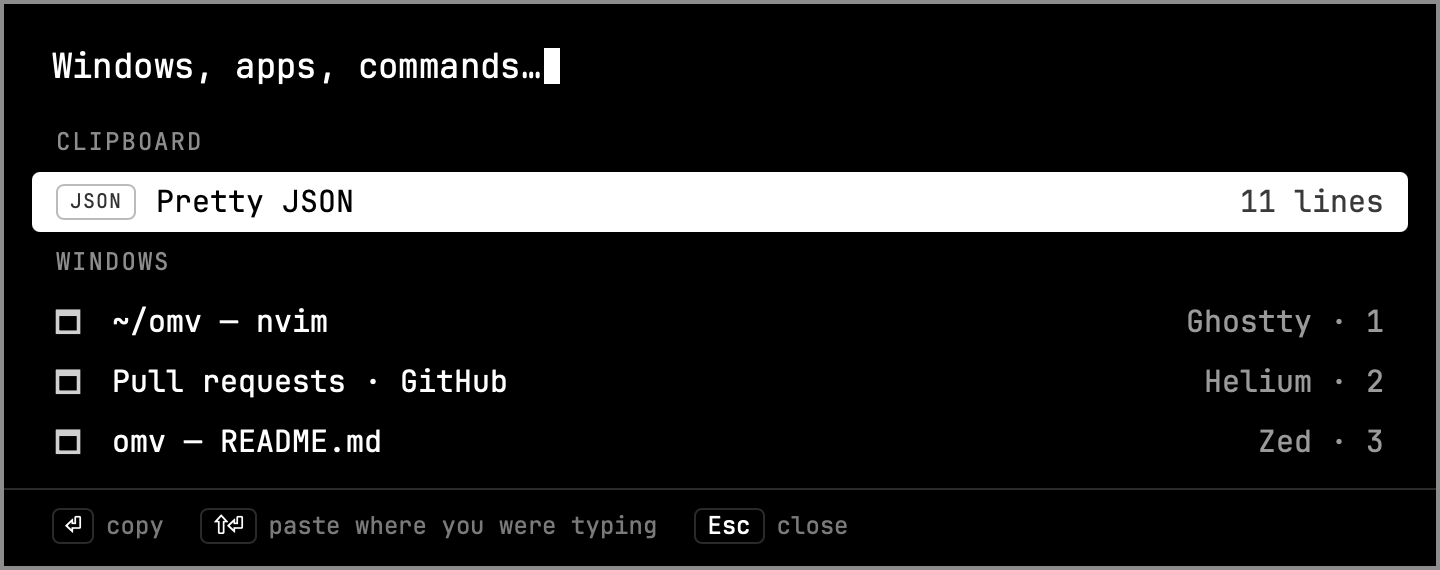 Windows, apps, commands…
CLIPBOARD
JSON Pretty JSON 11 lines
WINDOWS
~/omv — nvim Ghostty · 1
Pull requests · GitHub Helium · 2
omv — README.md Zed · 3
⏎ copy ⇧⏎ paste where you were typing Esc close